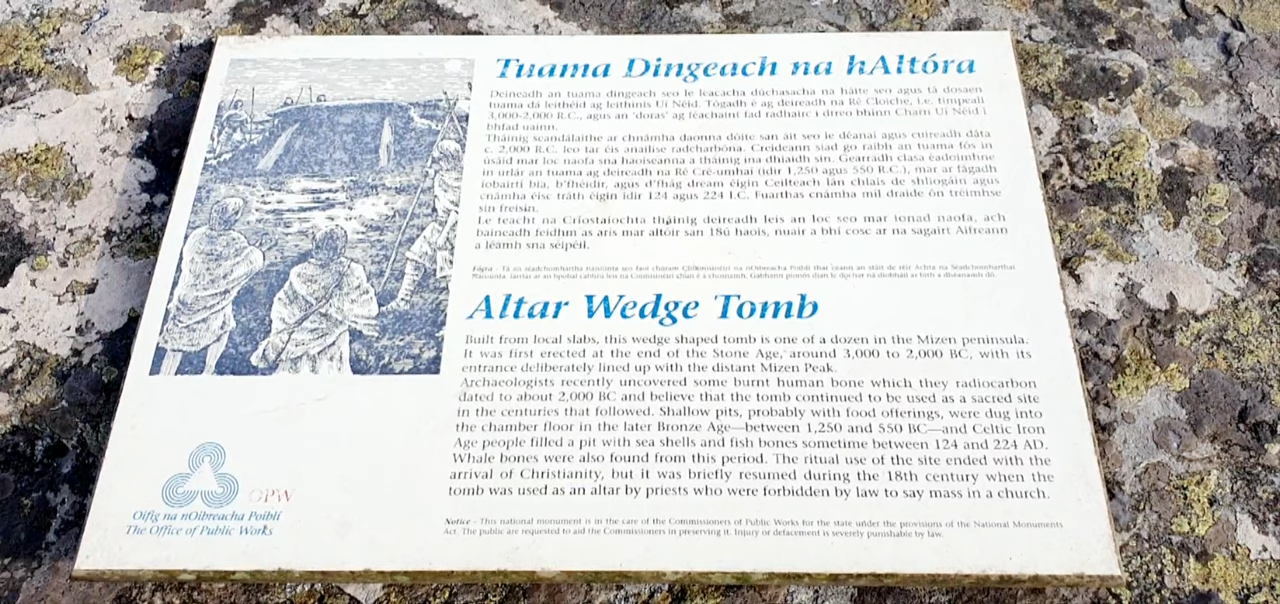 Tuama Dingeach na hAltóra
Deineadh an tuama dingeach seo le leacacha dúchasacha na háite seo agus tá dosaen
tuama dá leithéid ag leithinis Uí Néid. Tógadh é ag deireadh na Ré Cloiche, i.e. timpeall
3,000-2,000 R.C., agus an 'doras' ag féachaint fad radhairc i dtreo bhinn Charn Uí Néid i
bhfad uainn.
Tháinig seandálaithe ar chnámha daonna dóite san áit seo le déanaí agus cuireadh dáta
c. 2,000 R.C. leo tar éis anailíse radcharbóna. Creideann siad go raibh an tuama fós in
úsáid mar loc naofa sna haoiseanna a tháinig ina dhiaidh sin. Gearradh clasa éadoimhne
in urlár an tuama ag deireadh na Ré Cré-umhaí (idir 1,250 agus 550 R.C.), mar ar fágadh
íobairtí bia, b'fhéidir, agus d'fhág dream éigin Ceilteach lán chlais de shliogáin agus
cnámha éisc tráth éigin idir 124 agus 224 I.C. Fuarthas cnámha míl draide ón tréimhse
sin freisin.
Le teacht na Críostaíochta tháinig deireadh leis an loc seo mar ionad naofa, ach
baineadh feidhm as arís mar altóir san 18ú haois, nuair a bhí cosc ar na sagairt Aifreann
a léamh sna séipéil.
Altar Wedge Tomb
Built from local slabs, this wedge shaped tomb is one of a dozen in the Mizen peninsula.
It was first erected at the end of the Stone Age, around 3,000 to 2,000 BC, with its
entrance deliberately lined up with the distant Mizen Peak.
Archaeologists recently uncovered some burnt human bone which they radiocarbon
dated to about 2,000 BC and believe that the tomb continued to be used as a sacred site
in the centuries that followed. Shallow pits, probably with food offerings, were dug into
the chamber floor in the later Bronze Age—between 1,250 and 550 BC—and Celtic Iron
Age people filled a pit with sea shells and fish bones sometime between 124 and 224 AD.
Whale bones were also found from this period. The ritual use of the site ended with the
arrival of Christianity, but it was briefly resumed during the 18th century when the
tomb was used as an altar by priests who were forbidden by law to say mass in a church.
Notice - This national monument is in the care of the Commissioners of Public Works for the state under the provisions of the National Monuments
Act. The public are requested to aid the Commissioners in preserving it. Injury or defacement is severely punishable by law.
OPW
Oifig na nOibreacha Poiblí
The Office of Public Works